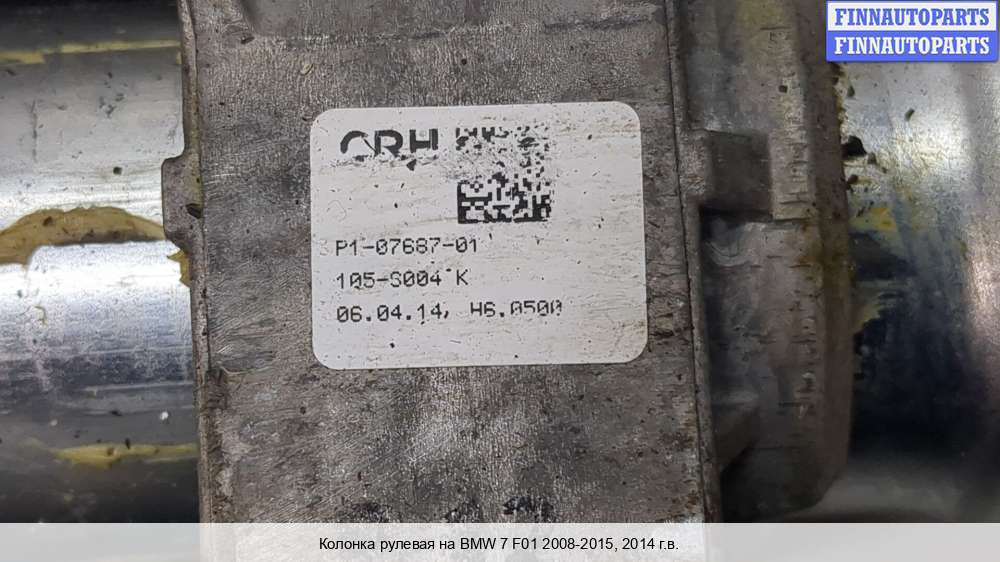 FINNAUTOPARTS
FINNAUTOPARTS
CRH
P1-07687-01
105-S004 K
06.04.14, H6.0500
Колонка рулевая на BMW 7 F01 2008-2015, 2014 г.в.